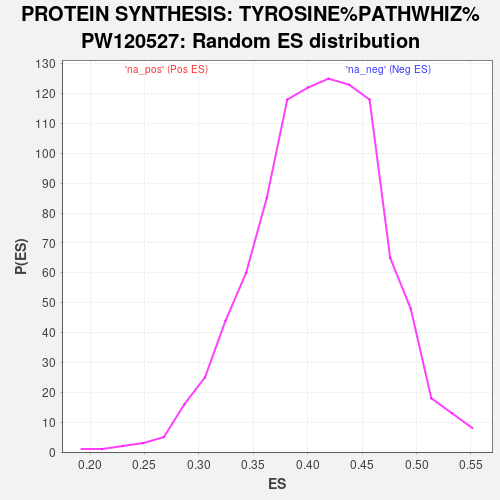 PROTEIN SYNTHESIS: TYROSINE%PATHWHIZ%
PW120527: Random ES distribution
'na_pos' (Pos ES)
'na_neg' (Neg ES)
130
120
110
100
90
80
70
60
50
40
30
20
10
0
P(ES)
0.20 0.25 0.30 0.35 0.40 0.45 0.50 0.55
ES